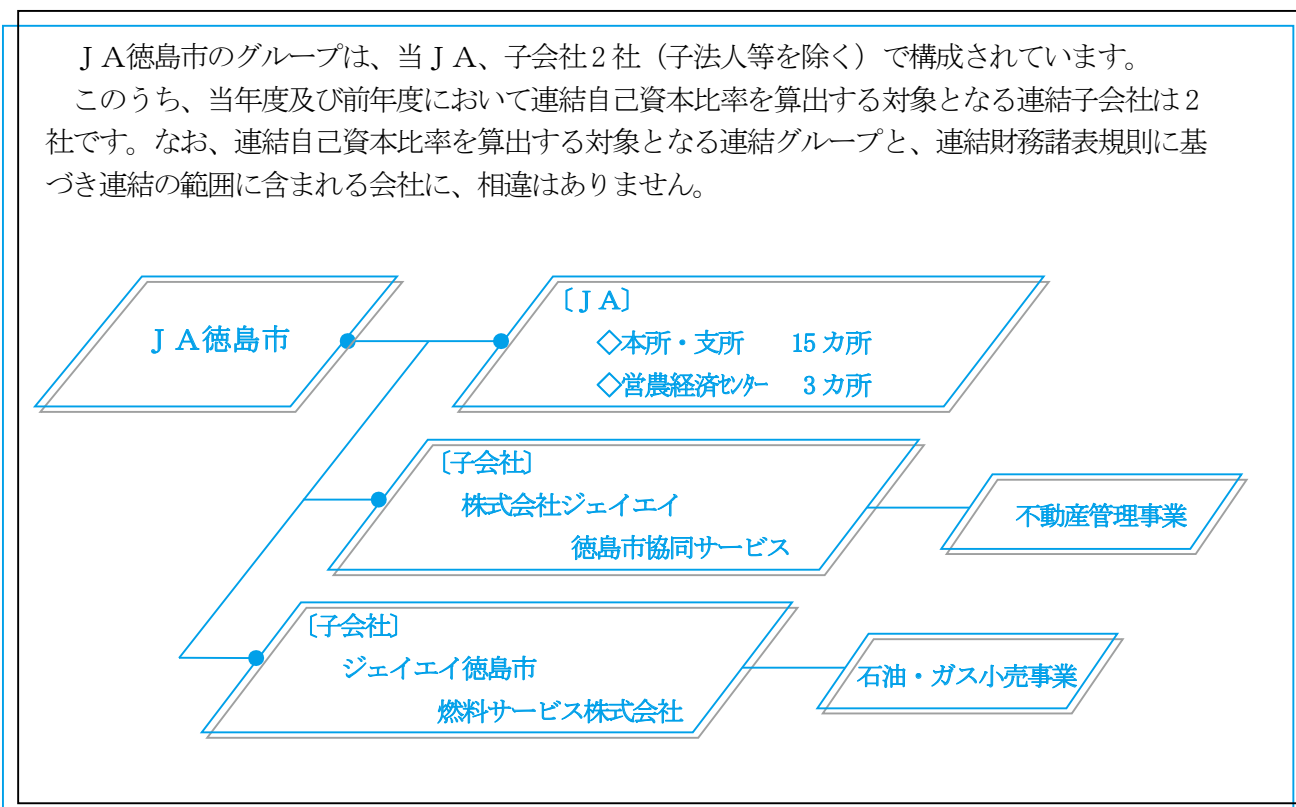 ＪＡ徳島市のグループは、当ＪＡ、子会社２社（子法人等を除く）で構成されています。
このうち、当年度及び前年度において連結自己資本比率を算出する対象となる連結子会社は２
社です。なお、連結自己資本比率を算出する対象となる連結グループと、連結財務諸表規則に基
づき連結の範囲に含まれる会社に、相違はありません。
ＪＡ徳島市
〔ＪＡ〕
◇本所・支所　15 カ所
◇営農経済ｾﾝﾀｰ　3 カ所
〔子会社〕
株式会社ジェイエイ
徳島市協同サービス
不動産管理事業
〔子会社〕
ジェイエイ徳島市
燃料サービス株式会社
石油・ガス小売事業